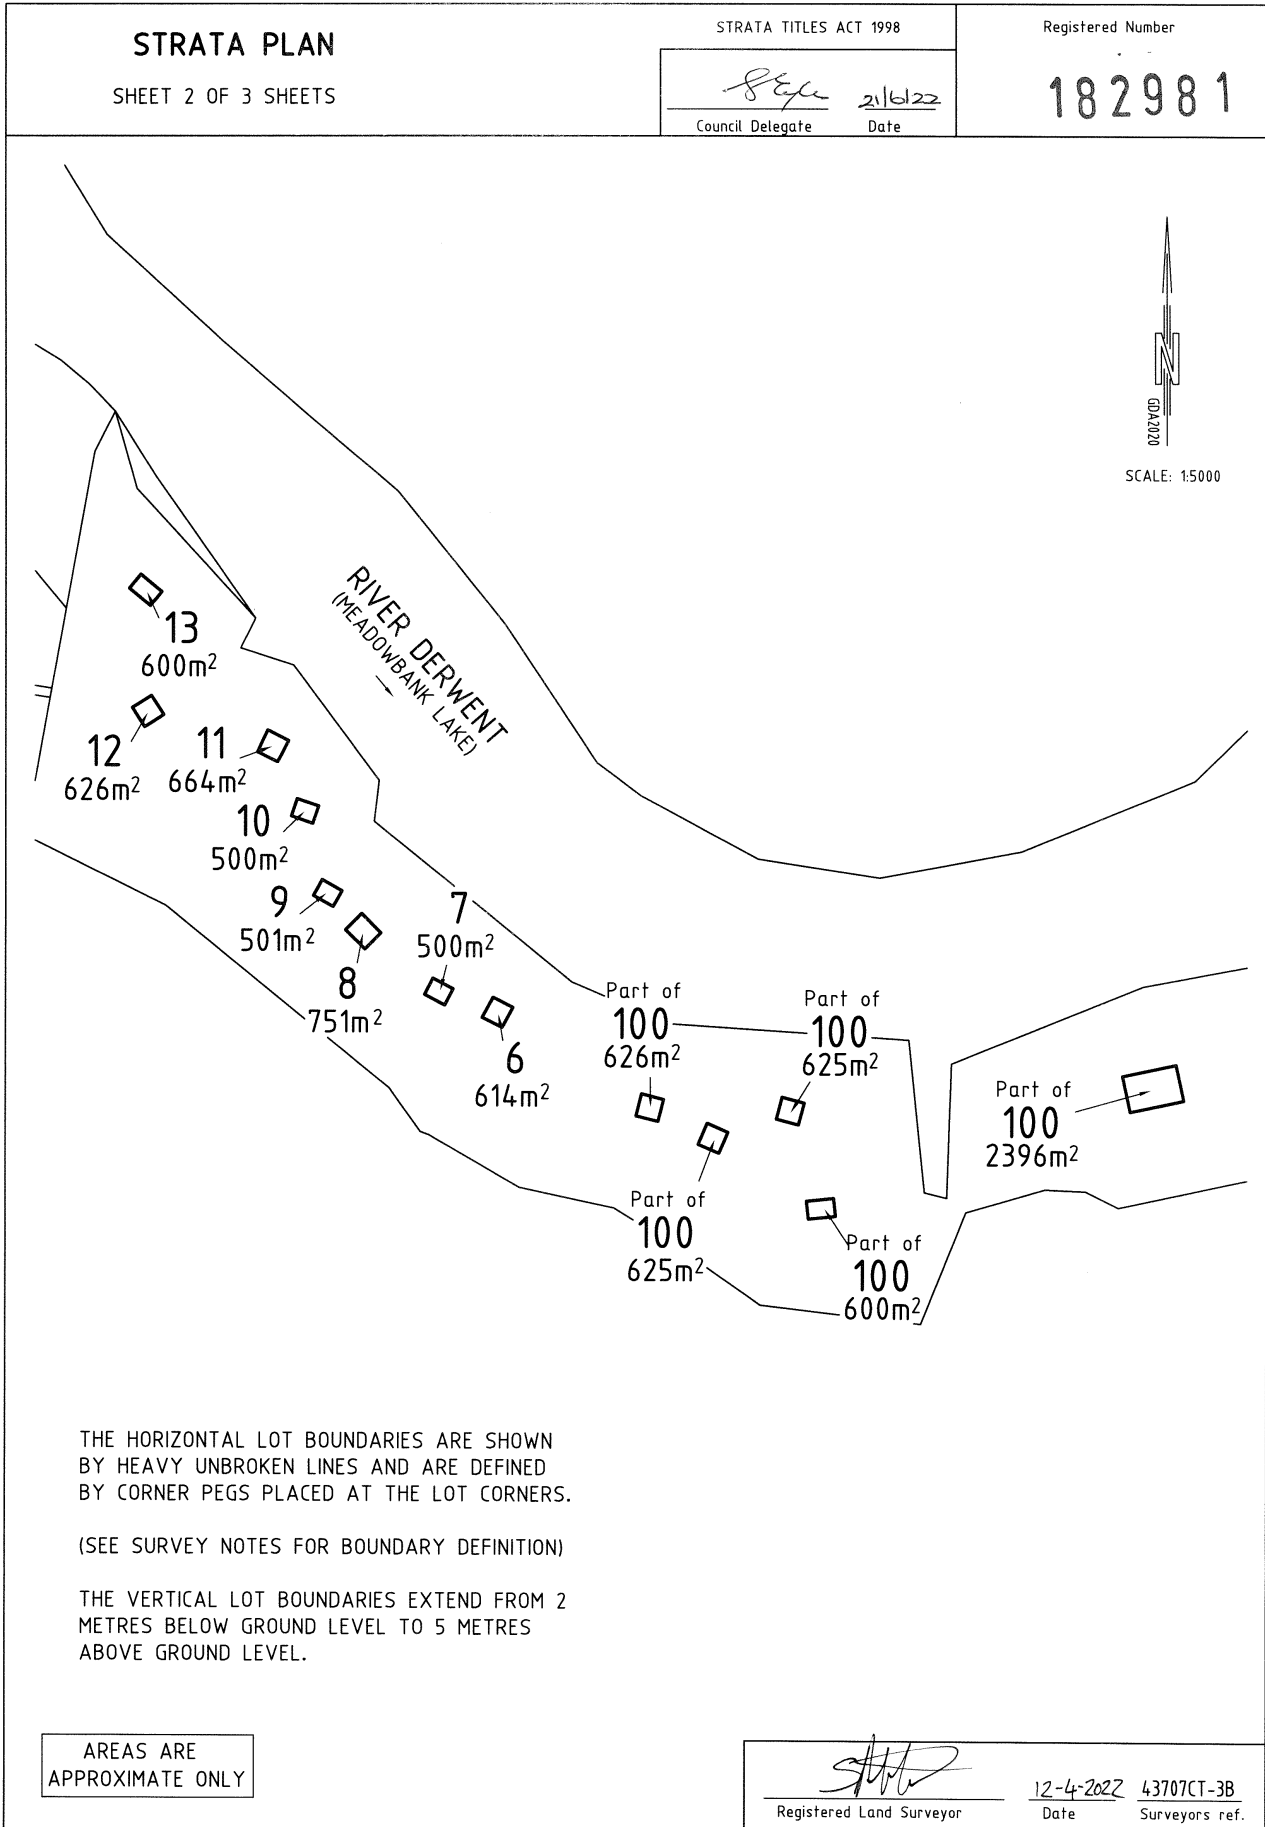 STRATA PLAN
SHEET 2 OF 3 SHEETS
STRATA TITLES ACT 1998
21/6/22
Council Delegate Date
Registered Number
182981
N
GDA2020
SCALE: 1:5000
RIVER DERWENT
(MEADOWBANK LAKE)
13
600m²
12
626m²
11
664m²
10
500m²
9
501m²
8
751m²
7
500m²
6
614m²
Part of
100
626m²
Part of
100
625m²
Part of
100
2396m²
Part of
100
625m²
Part of
100
600m²
THE HORIZONTAL LOT BOUNDARIES ARE SHOWN
BY HEAVY UNBROKEN LINES AND ARE DEFINED
BY CORNER PEGS PLACED AT THE LOT CORNERS.
(SEE SURVEY NOTES FOR BOUNDARY DEFINITION)
THE VERTICAL LOT BOUNDARIES EXTEND FROM 2
METRES BELOW GROUND LEVEL TO 5 METRES
ABOVE GROUND LEVEL.
AREAS ARE
APPROXIMATE ONLY
12-4-2022 43707CT-3B
Registered Land Surveyor Date Surveyors ref.